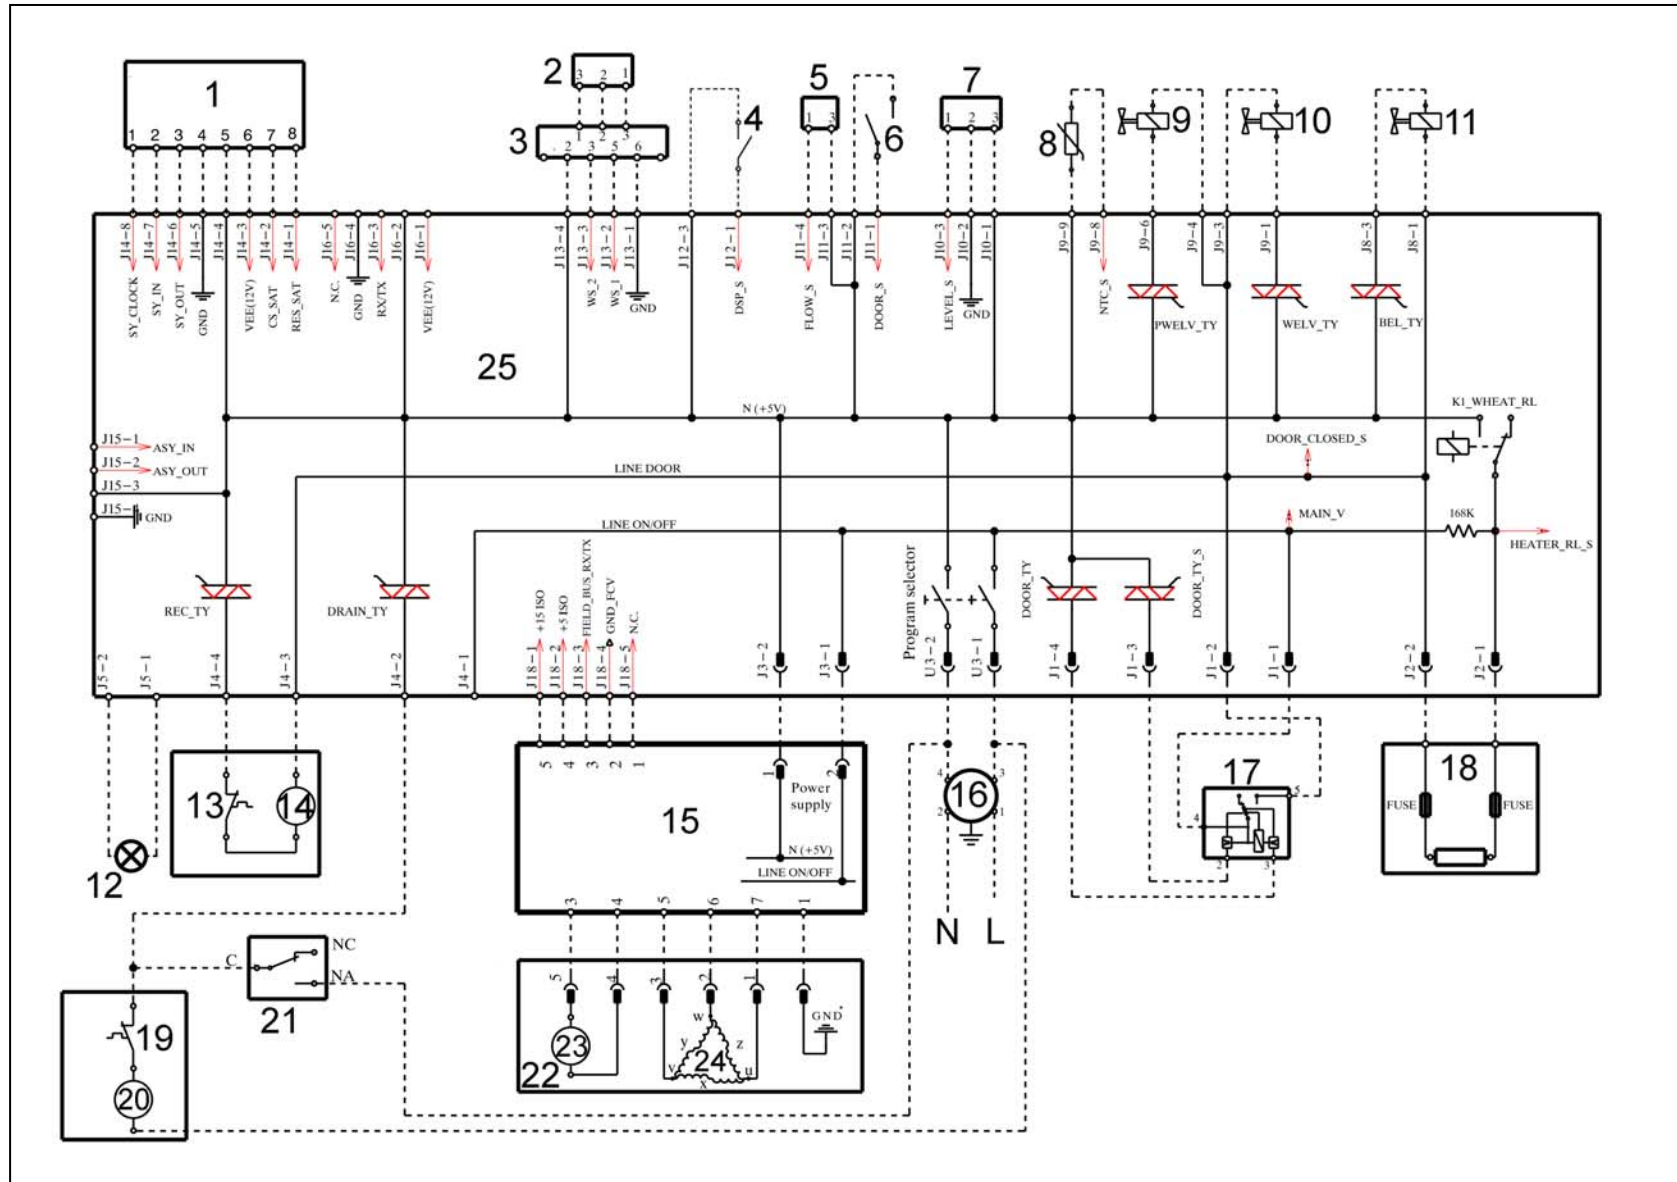 1
1 2 3 4 5 6 7 8
2
3 2 1
3
1 2 3
2 3 5 6
4
5
1 3
6
7
1 2 3
8
9
10
11
J14-8
J14-7
J14-6
J14-5
J14-4
J14-3
J14-2
J14-1
J16-5
J16-4
J16-3
J16-2
J16-1
J13-4
J13-3
J13-2
J13-1
J12-3
J12-1
J11-4
J11-3
J11-2
J11-1
J10-3
J10-2
J10-1
J9-9
J9-8
J9-6
J9-4
J9-3
J9-1
J8-3
J8-1
SY_CLOCK
SY_IN
SY_OUT
GND
VEE(12V)
CS_SAT
RES_SAT
N.C.
GND
RX/TX
VEE(12V)
WS_2
WS_1
GND
DSP_S
FLOW_S
DOOR_S
LEVEL_S
GND
NTC_S
PWELV_TY
WELV_TY
BEL_TY
25
N (+5V)
K1_WHEAT_RL
J15-1
ASY_IN
DOOR_CLOSED_S
J15-2
ASY_OUT
LINE DOOR
J15-3
J15-
GND
LINE ON/OFF
MAIN_V
168K
HEATER_RL_S
REC_TY
DRAIN_TY
+15 ISO
+5 ISO
FIELD_BUS_RX/TX
GND_FCV
N.C.
Program selector
DOOR_TY
DOOR_TY_S
J5-2
J5-1
J4-4
J4-3
J4-2
J4-1
J18-1
J18-2
J18-3
J18-4
J18-5
J3-2
J3-1
U3-2
U3-1
J1-4
J1-3
J1-2
J1-1
J2-2
J2-1
12
13
14
5 4 3 2 1
1 2
Power
supply
15
N (+5V)
LINE ON/OFF
3 4 5 6 7 1
4 3
16
2 1
N L
17
5
4
2 3
18
FUSE
FUSE
C
NC
NA
21
19
20
5 4 3 2 1
22
23
24
w
y z
v x u
GND*